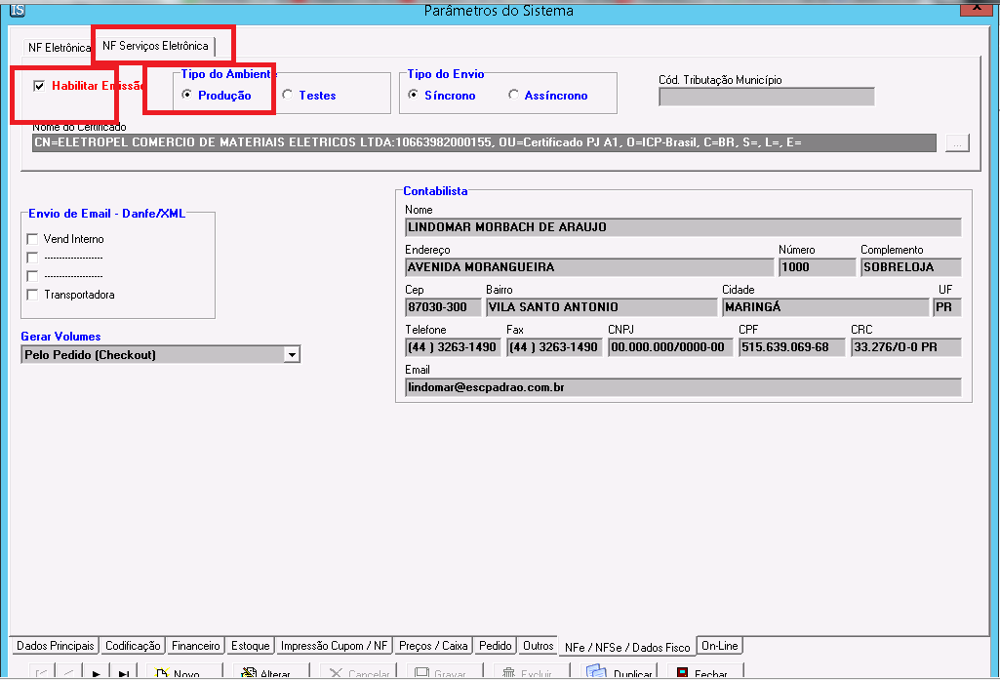 IS
Parâmetros do Sistema
NF Eletrônica
NF Serviços Eletrônica
Habilitar Emissão
Tipo do Ambiente
Produção
Testes
Tipo do Envio
Síncrono
Assíncrono
Cód. Tributação Município
Nome do Certificado
CN=ELETROPEL COMERCIO DE MATERIAIS ELETRICOS LTDA:10663982000155, OU=Certificado PJ A1, O=ICP-Brasil, C=BR, S=, L=, E=
...
Envio de Email - Danfe/XML
Vend Interno
--------------------
--------------------
Transportadora
Gerar Volumes
Pelo Pedido (Checkout)
Contabilista
Nome
LINDOMAR MORBACH DE ARAUJO
Endereço Número Complemento
AVENIDA MORANGUEIRA 1000 SOBRELOJA
Cep Bairro Cidade UF
87030-300 VILA SANTO ANTONIO MARINGÁ PR
Telefone Fax CNPJ CPF CRC
(44 ) 3263-1490 (44 ) 3263-1490 00.000.000/0000-00 515.639.069-68 33.276/O-0 PR
Email
lindomar@escpadrao.com.br
Dados Principais Codificação Financeiro Estoque Impressão Cupom / NF Preços / Caixa Pedido Outros NFe / NFSe / Dados Fisco On-Line
Novo Alterar Cancelar Gravar Excluir Duplicar Fechar